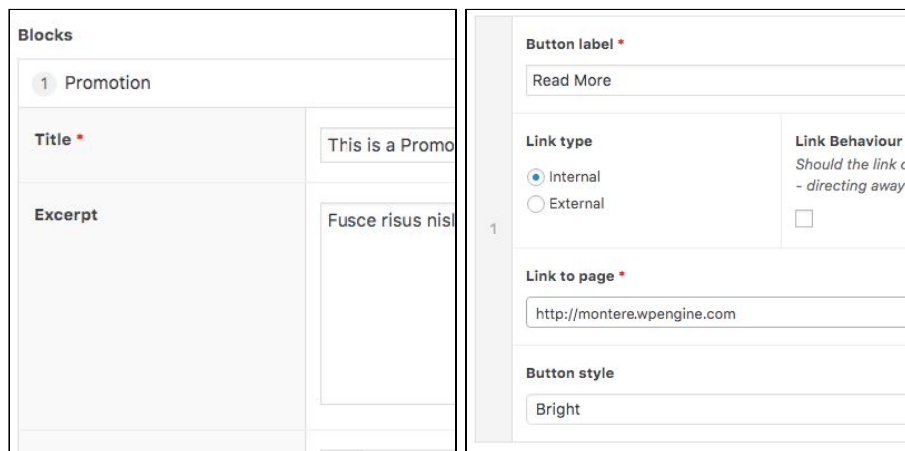 Blocks
1 Promotion
Title *
This is a Promo
Excerpt
Fusce risus nisl
Button label *
Read More
Link type
Internal
External
Link Behaviour
Should the link
- directing away
1
Link to page *
http://montere.wpengine.com
Button style
Bright